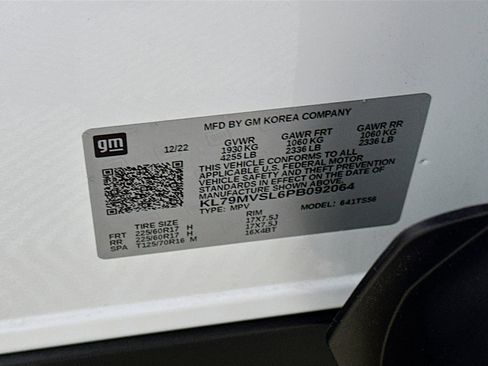 MFD BY GM KOREA COMPANY
gm
12/22
GVWR GAWR FRT GAWR RR
1930 KG 1060 KG 1060 KG
4255 LB 2336 LB 2336 LB
THIS VEHICLE CONFORMS TO ALL
APPLICABLE U.S. FEDERAL MOTOR
VEHICLE SAFETY AND THEFT PREVENTION
STANDARDS IN EFFECT ON THE DATE OF
MANUFACTURE SHOWN ABOVE.
KL79MVSL6PB092064
TYPE: MPV MODEL: 641TS56
TIRE SIZE RIM
FRT 225/60R17 H 17X7.5J
RR 225/60R17 H 17X7.5J
SPA T125/70R16 M 16X4BT